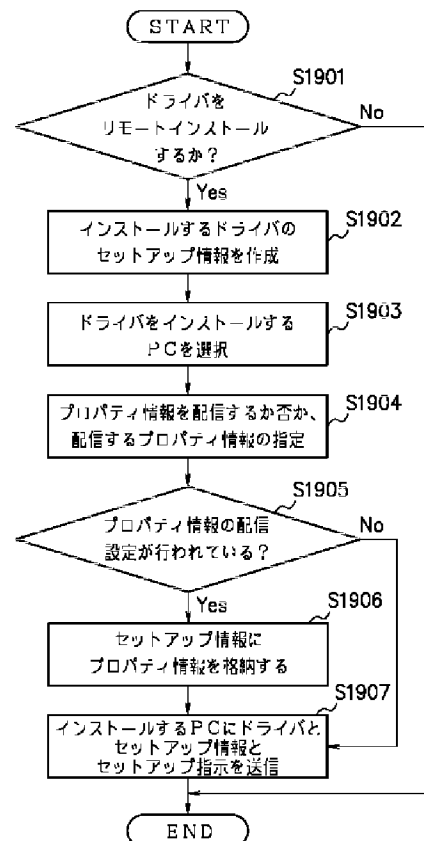 START
S1901
ドライバを
リモートインストール
するか？
No
Yes
S1902
インストールするドライバの
セットアップ情報を作成
S1903
ドライバをインストールする
PCを選択
S1904
プロパティ情報を配信するか否か、
配信するプロパティ情報の指定
S1905
プロパティ情報の配信
設定が行われている？
No
Yes
S1906
セットアップ情報に
プロパティ情報を格納する
S1907
インストールするPCにドライバと
セットアップ情報と
セットアップ指示を送信
END